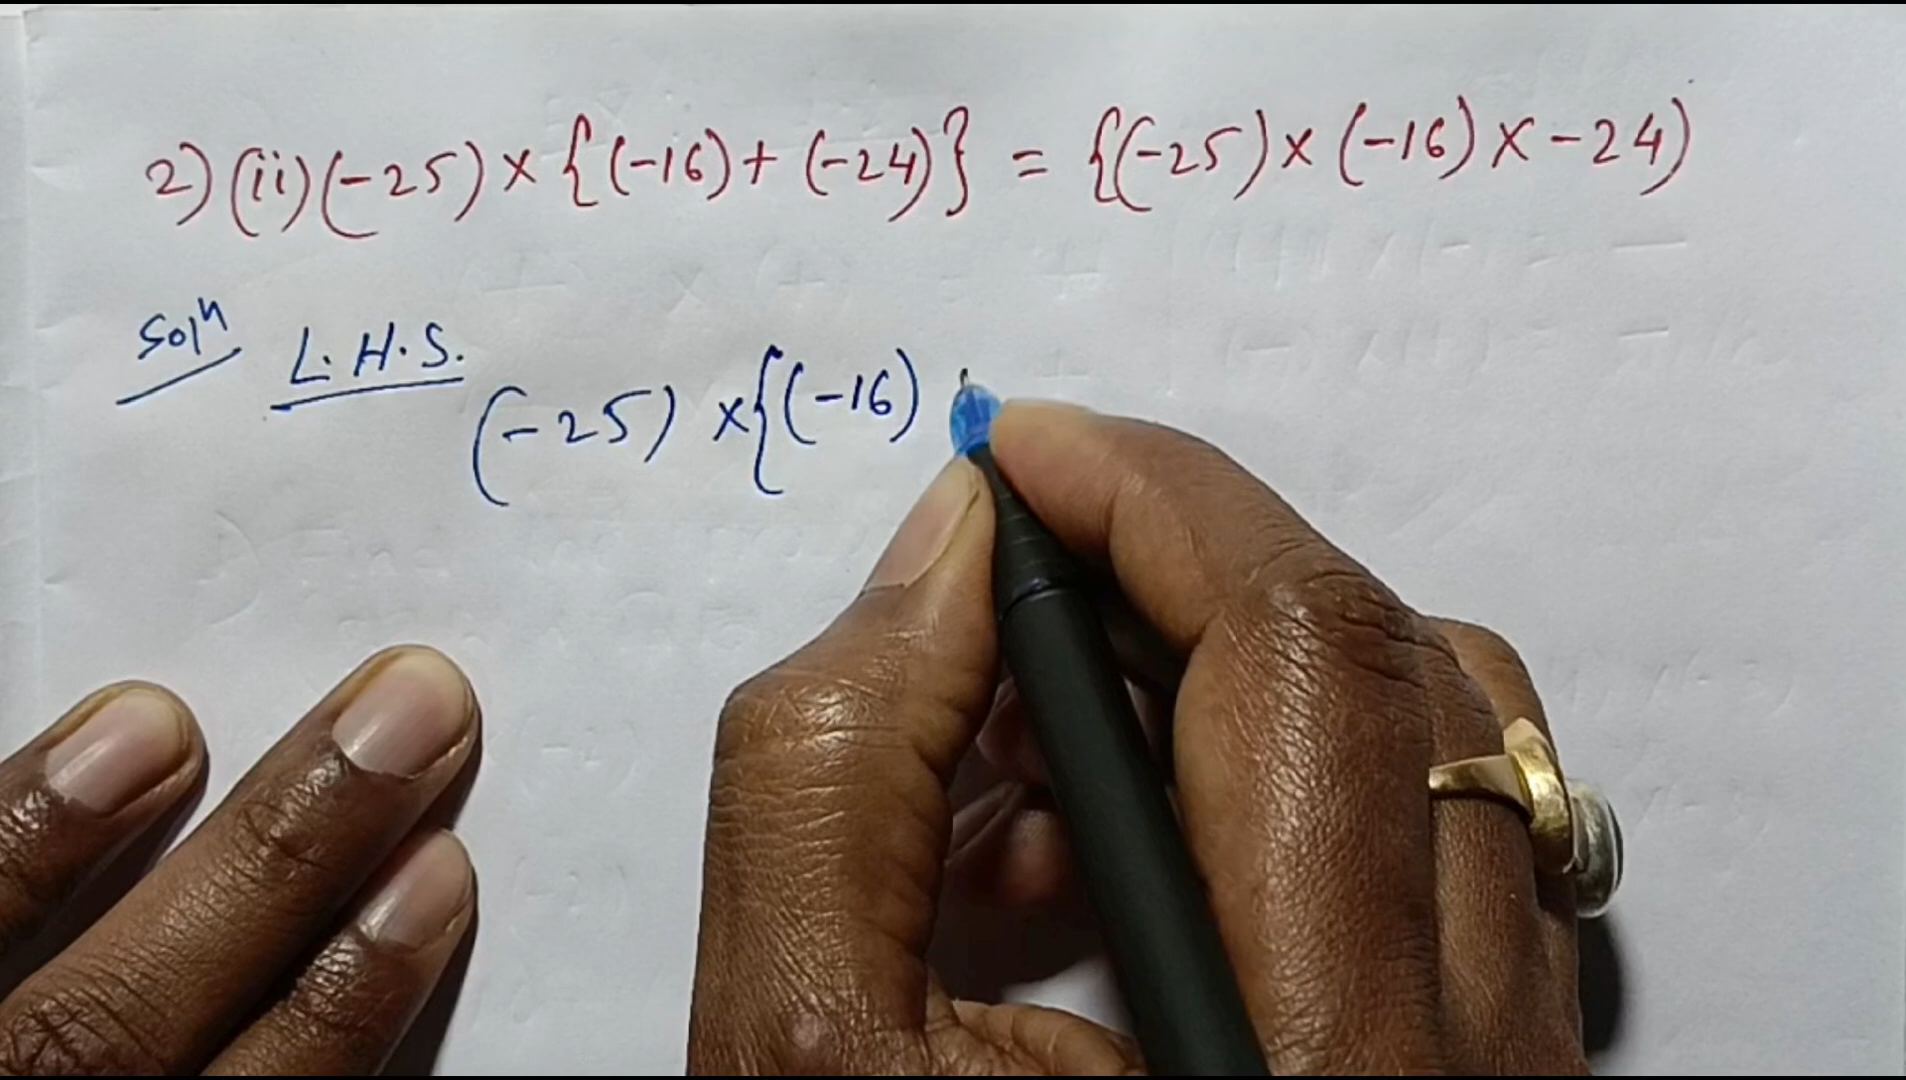 2) (ii) (-25) × {(-16) + (-24)} = {(-25) × (-16) × -24)
Solⁿ L.H.S.
(-25) × {(-16)